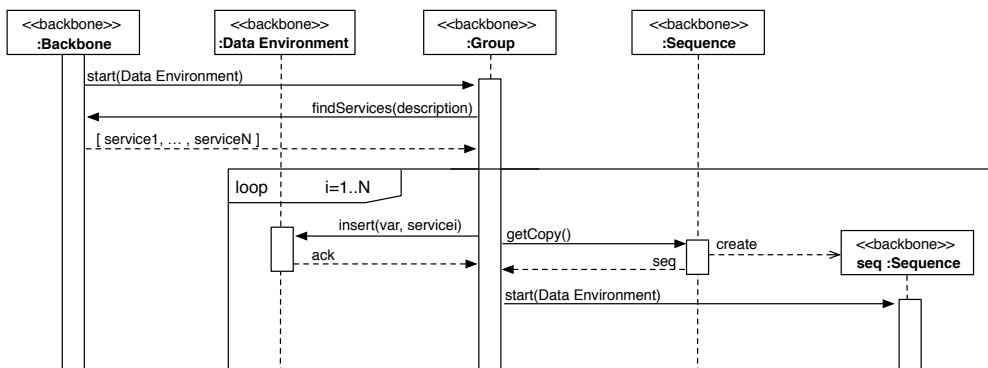 <<backbone>>
:Backbone
<<backbone>>
:Data Environment
<<backbone>>
:Group
<<backbone>>
:Sequence
start(Data Environment)
findServices(description)
[ service1, … , serviceN ]
loop i=1..N
insert(var, servicei)
ack
getCopy()
seq
create
<<backbone>>
seq :Sequence
start(Data Environment)